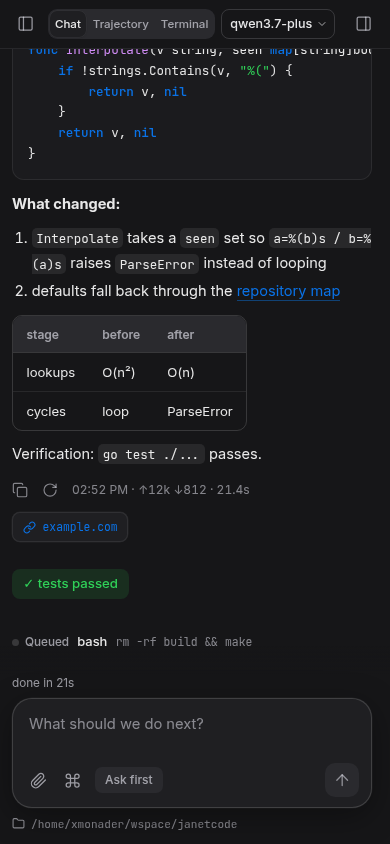 Chat Trajectory Terminal qwen3.7-plus
func interpolate(v string, seen map[string]boo
if !strings.Contains(v, "%(") {
return v, nil
}
return v, nil
}
What changed:
1. Interpolate takes a seen set so a=%(b)s / b=%
(a)s raises ParseError instead of looping
2. defaults fall back through the repository map
stage before after
lookups O(n²) O(n)
cycles loop ParseError
Verification: go test ./... passes.
02:52 PM · ↑12k ↓812 · 21.4s
example.com
✓ tests passed
Queued bash rm -rf build && make
done in 21s
What should we do next?
Ask first
/home/xmonader/wspace/janetcode